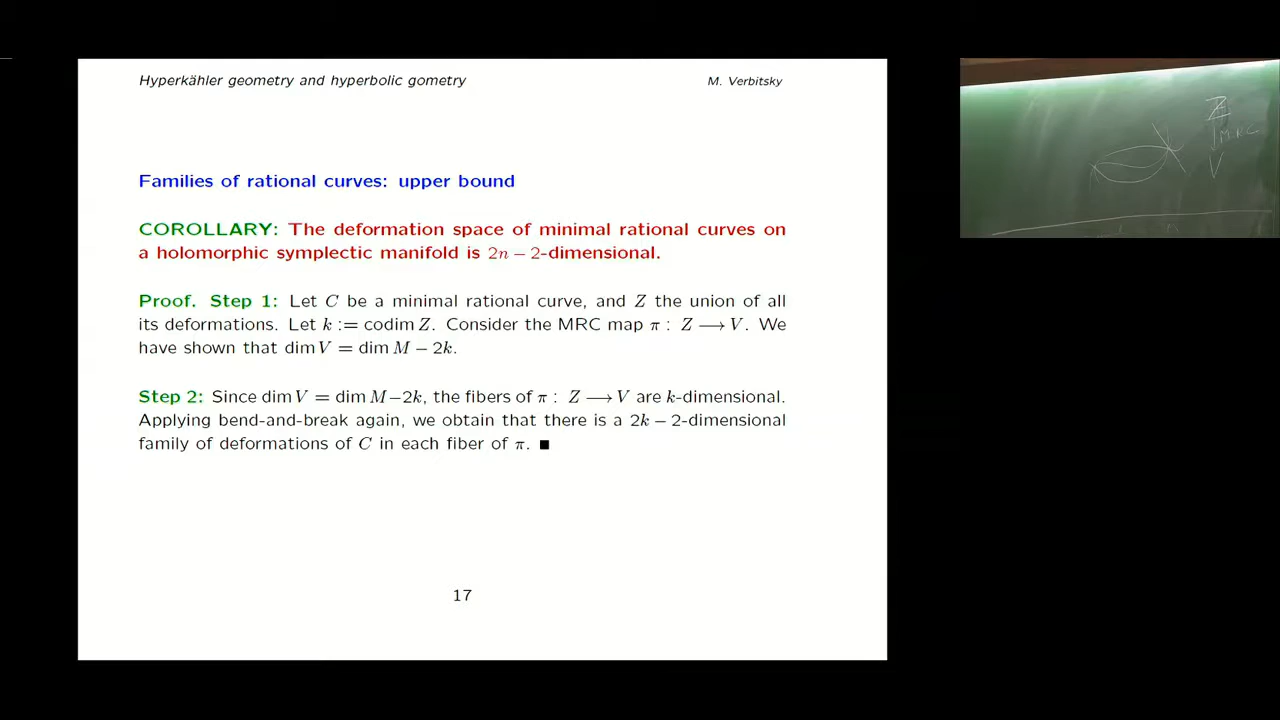 Hyperkähler geometry and hyperbolic gometry M. Verbitsky
Families of rational curves: upper bound
COROLLARY: The deformation space of minimal rational curves on
a holomorphic symplectic manifold is 2n − 2-dimensional.
Proof. Step 1: Let C be a minimal rational curve, and Z the union of all
its deformations. Let k := codim Z. Consider the MRC map π : Z ⟶ V. We
have shown that dim V = dim M − 2k.
Step 2: Since dim V = dim M−2k, the fibers of π : Z ⟶ V are k-dimensional.
Applying bend-and-break again, we obtain that there is a 2k − 2-dimensional
family of deformations of C in each fiber of π. ■
17
Z
MRC
V